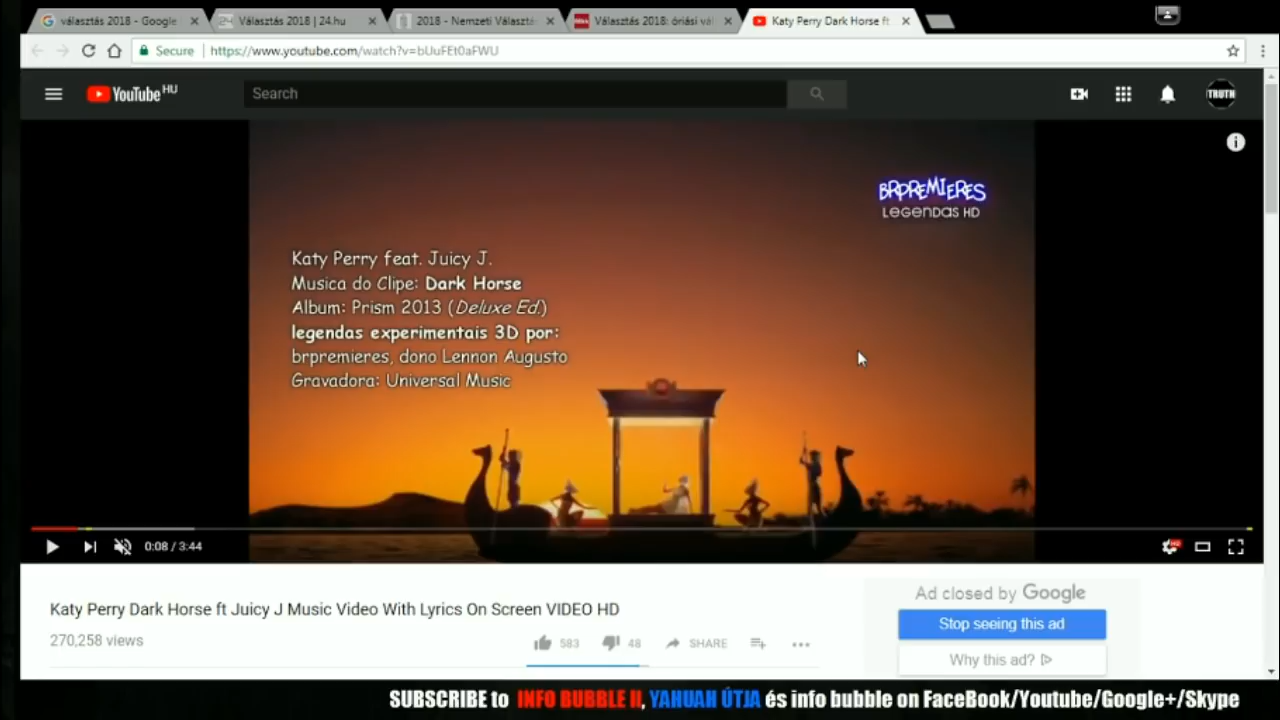 választás 2018 - Google
Választás 2018 | 24.hu
2018 - Nemzeti Választá
Választás 2018: óriási vál
Katy Perry Dark Horse ft
Secure
https://www.youtube.com/watch?v=bUuFEt0aFWU
YouTube HU
Search
TRUTH
BRPREMIERES
LEGENDAS HD
Katy Perry feat. Juicy J.
Musica do Clipe: Dark Horse
Album: Prism 2013 (Deluxe Ed.)
legendas experimentais 3D por:
brpremieres, dono Lennon Augusto
Gravadora: Universal Music
0:08 / 3:44
HD
Katy Perry Dark Horse ft Juicy J Music Video With Lyrics On Screen VIDEO HD
270,258 views
583
48
SHARE
Ad closed by Google
Stop seeing this ad
Why this ad?
SUBSCRIBE to INFO BUBBLE II, YAHUAH ÚTJA és info bubble on FaceBook/Youtube/Google+/Skype